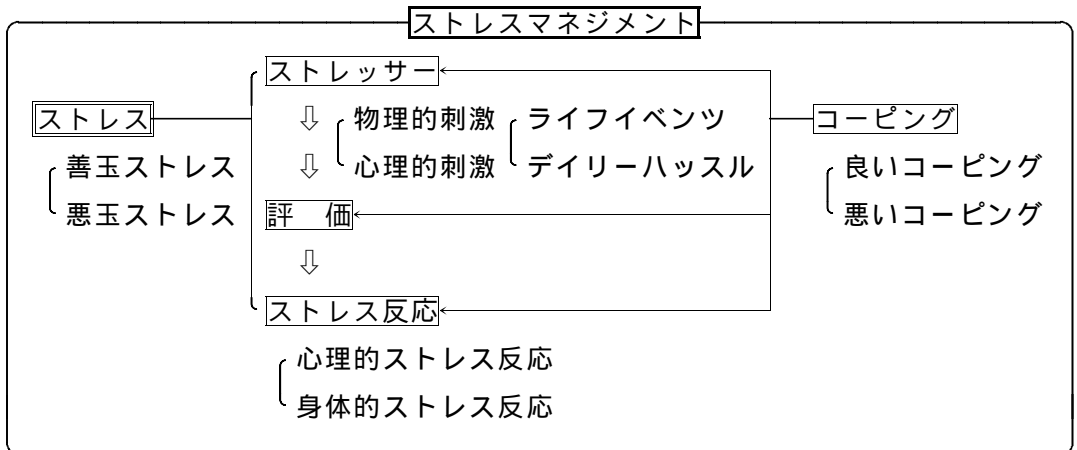 ストレスマネジメント
ストレッサー
ストレス ⇩ 物理的刺激 ライフイベンツ コーピング
善玉ストレス ⇩ 心理的刺激 デイリーハッスル 良いコーピング
悪玉ストレス 評　価 悪いコーピング
⇩
ストレス反応
心理的ストレス反応
身体的ストレス反応